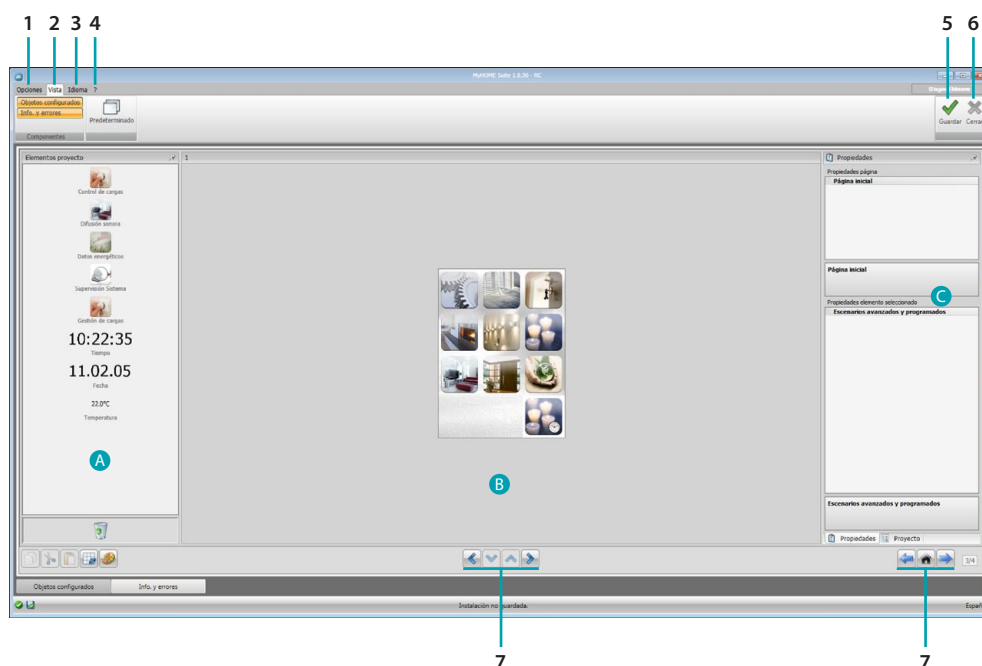 1 2 3 4 5 6
MyHOME Suite 1.0.36 - RC
Opciones Vista Idioma ?
Objetos configurados
Info. y errores
Predeterminado
Guardar
Componentes
Elementos proyecto
1
Propiedades
Control de cargas
Difusión sonora
Datos energéticos
Supervisión Sistema
Gestión de cargas
10:22:35
Tiempo
11.02.05
Fecha
22.0°C
Temperatura
A
B
Propiedades página
Página inicial
Página inicial
C
Propiedades elemento seleccionado
Escenarios avanzados y programados
Escenarios avanzados y programados
Propiedades Proyecto
3/4
Objetos configurados Info. y errores
Instalación no guardada.
7 7